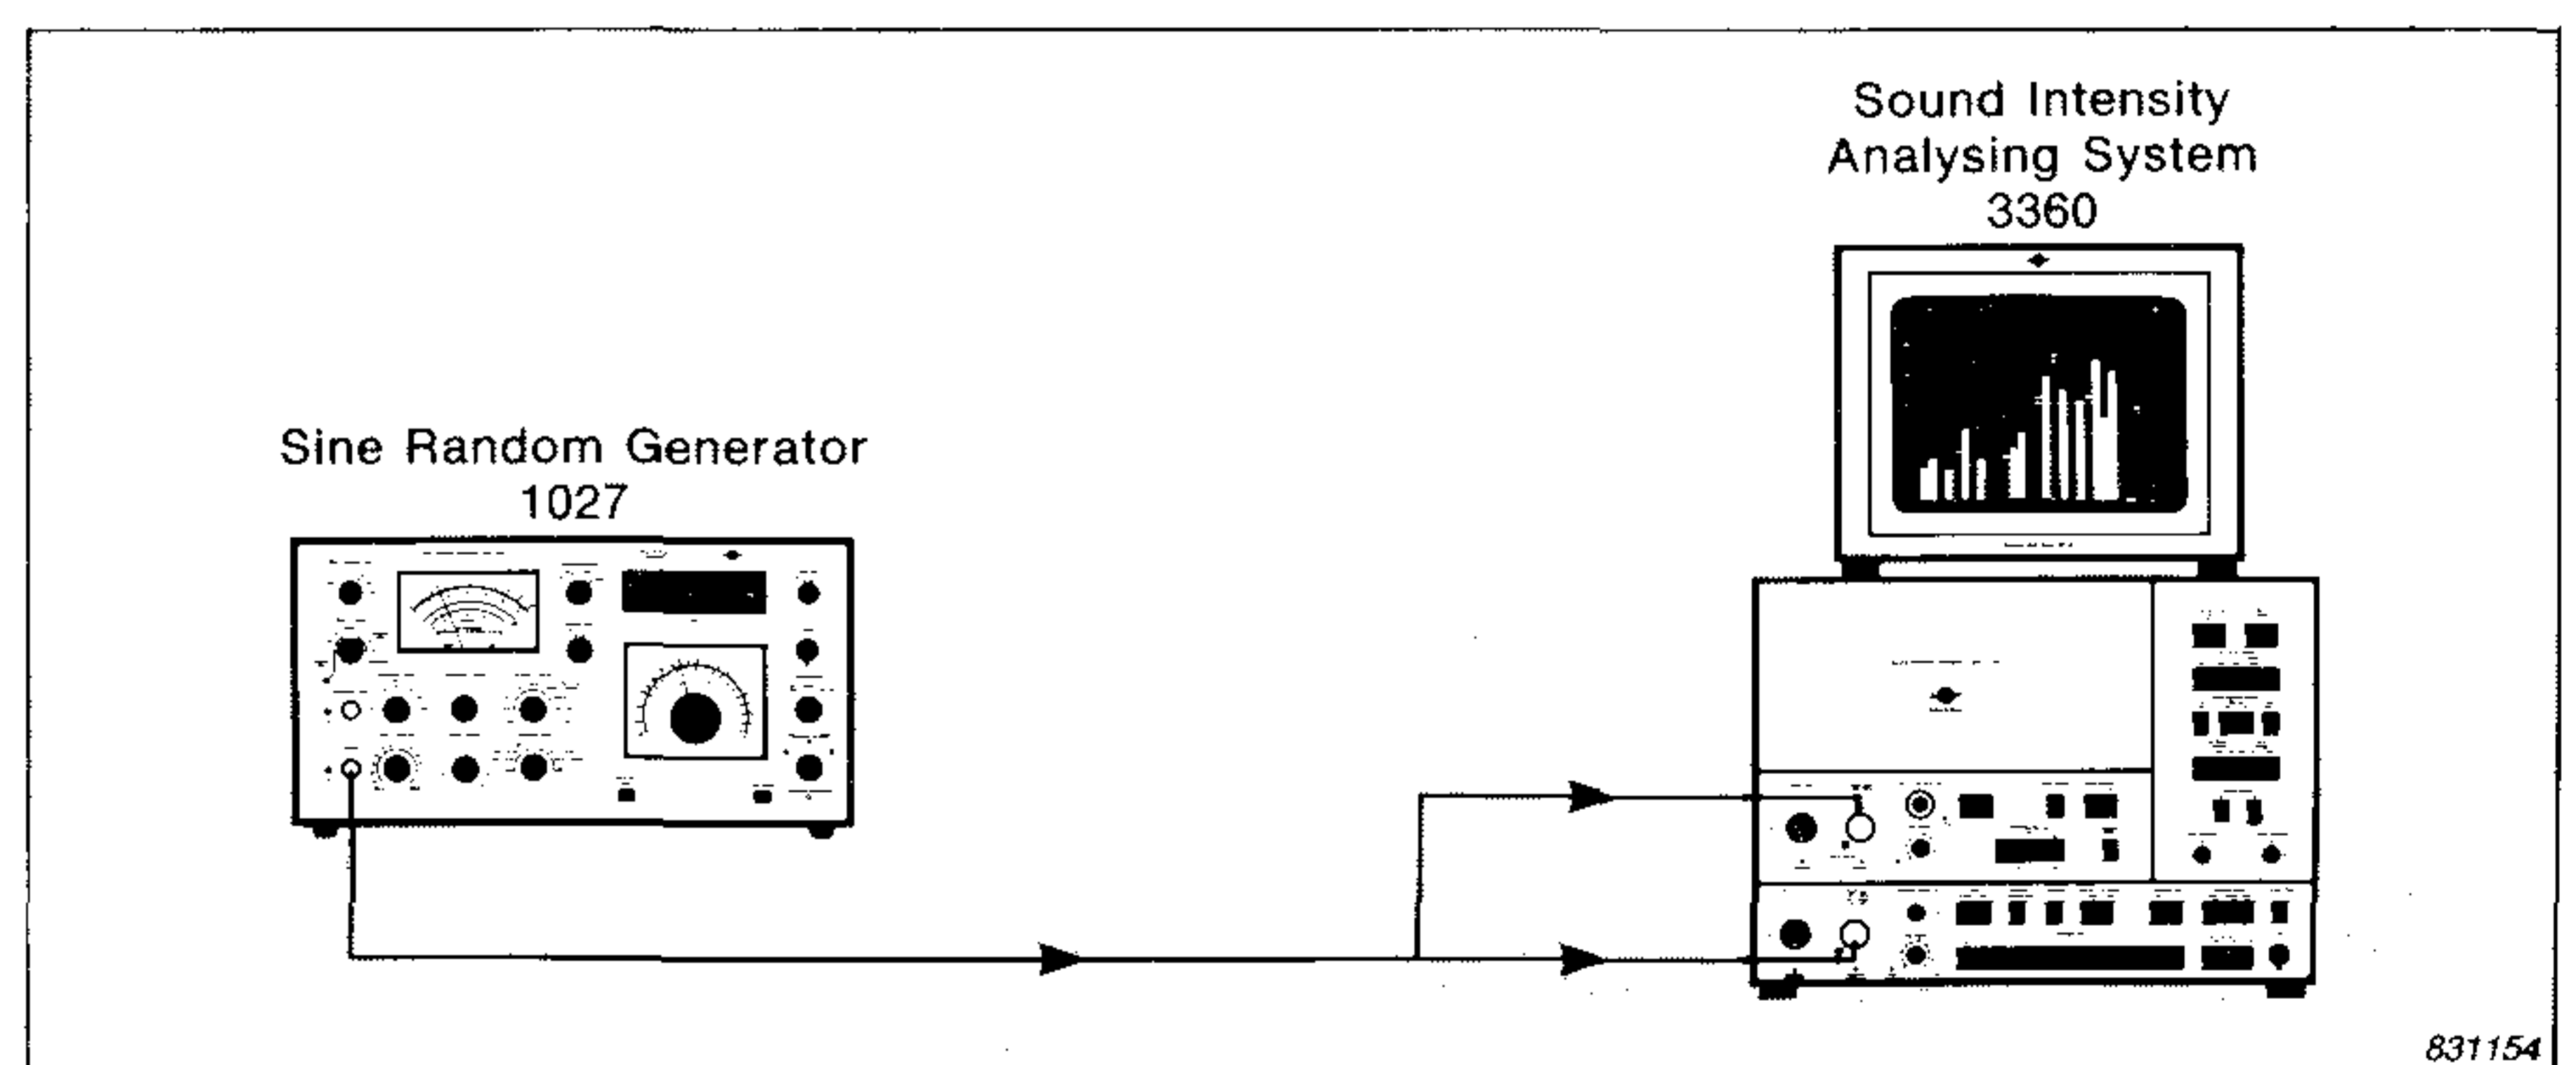 Sound Intensity
Analysing System
3360
Sine Random Generator
1027
831154